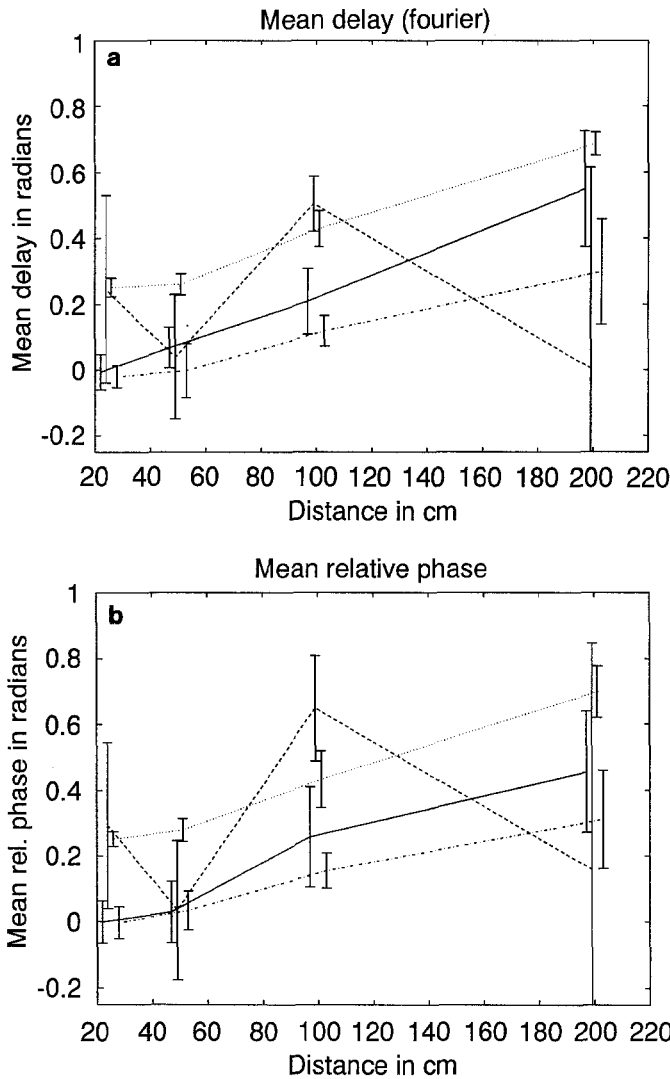 Mean delay (fourier)
a
1
0.8
0.6
0.4
0.2
0
-0.2
Mean delay in radians
20 40 60 80 100 120 140 160 180 200 220
Distance in cm
Mean relative phase
b
1
0.8
0.6
0.4
0.2
0
-0.2
Mean rel. phase in radians
20 40 60 80 100 120 140 160 180 200 220
Distance in cm